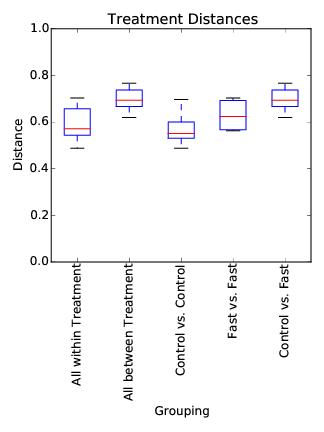 Treatment Distances
1.0
0.8
0.6
0.4
0.2
0.0
Distance
All within Treatment
All between Treatment
Control vs. Control
Fast vs. Fast
Control vs. Fast
Grouping